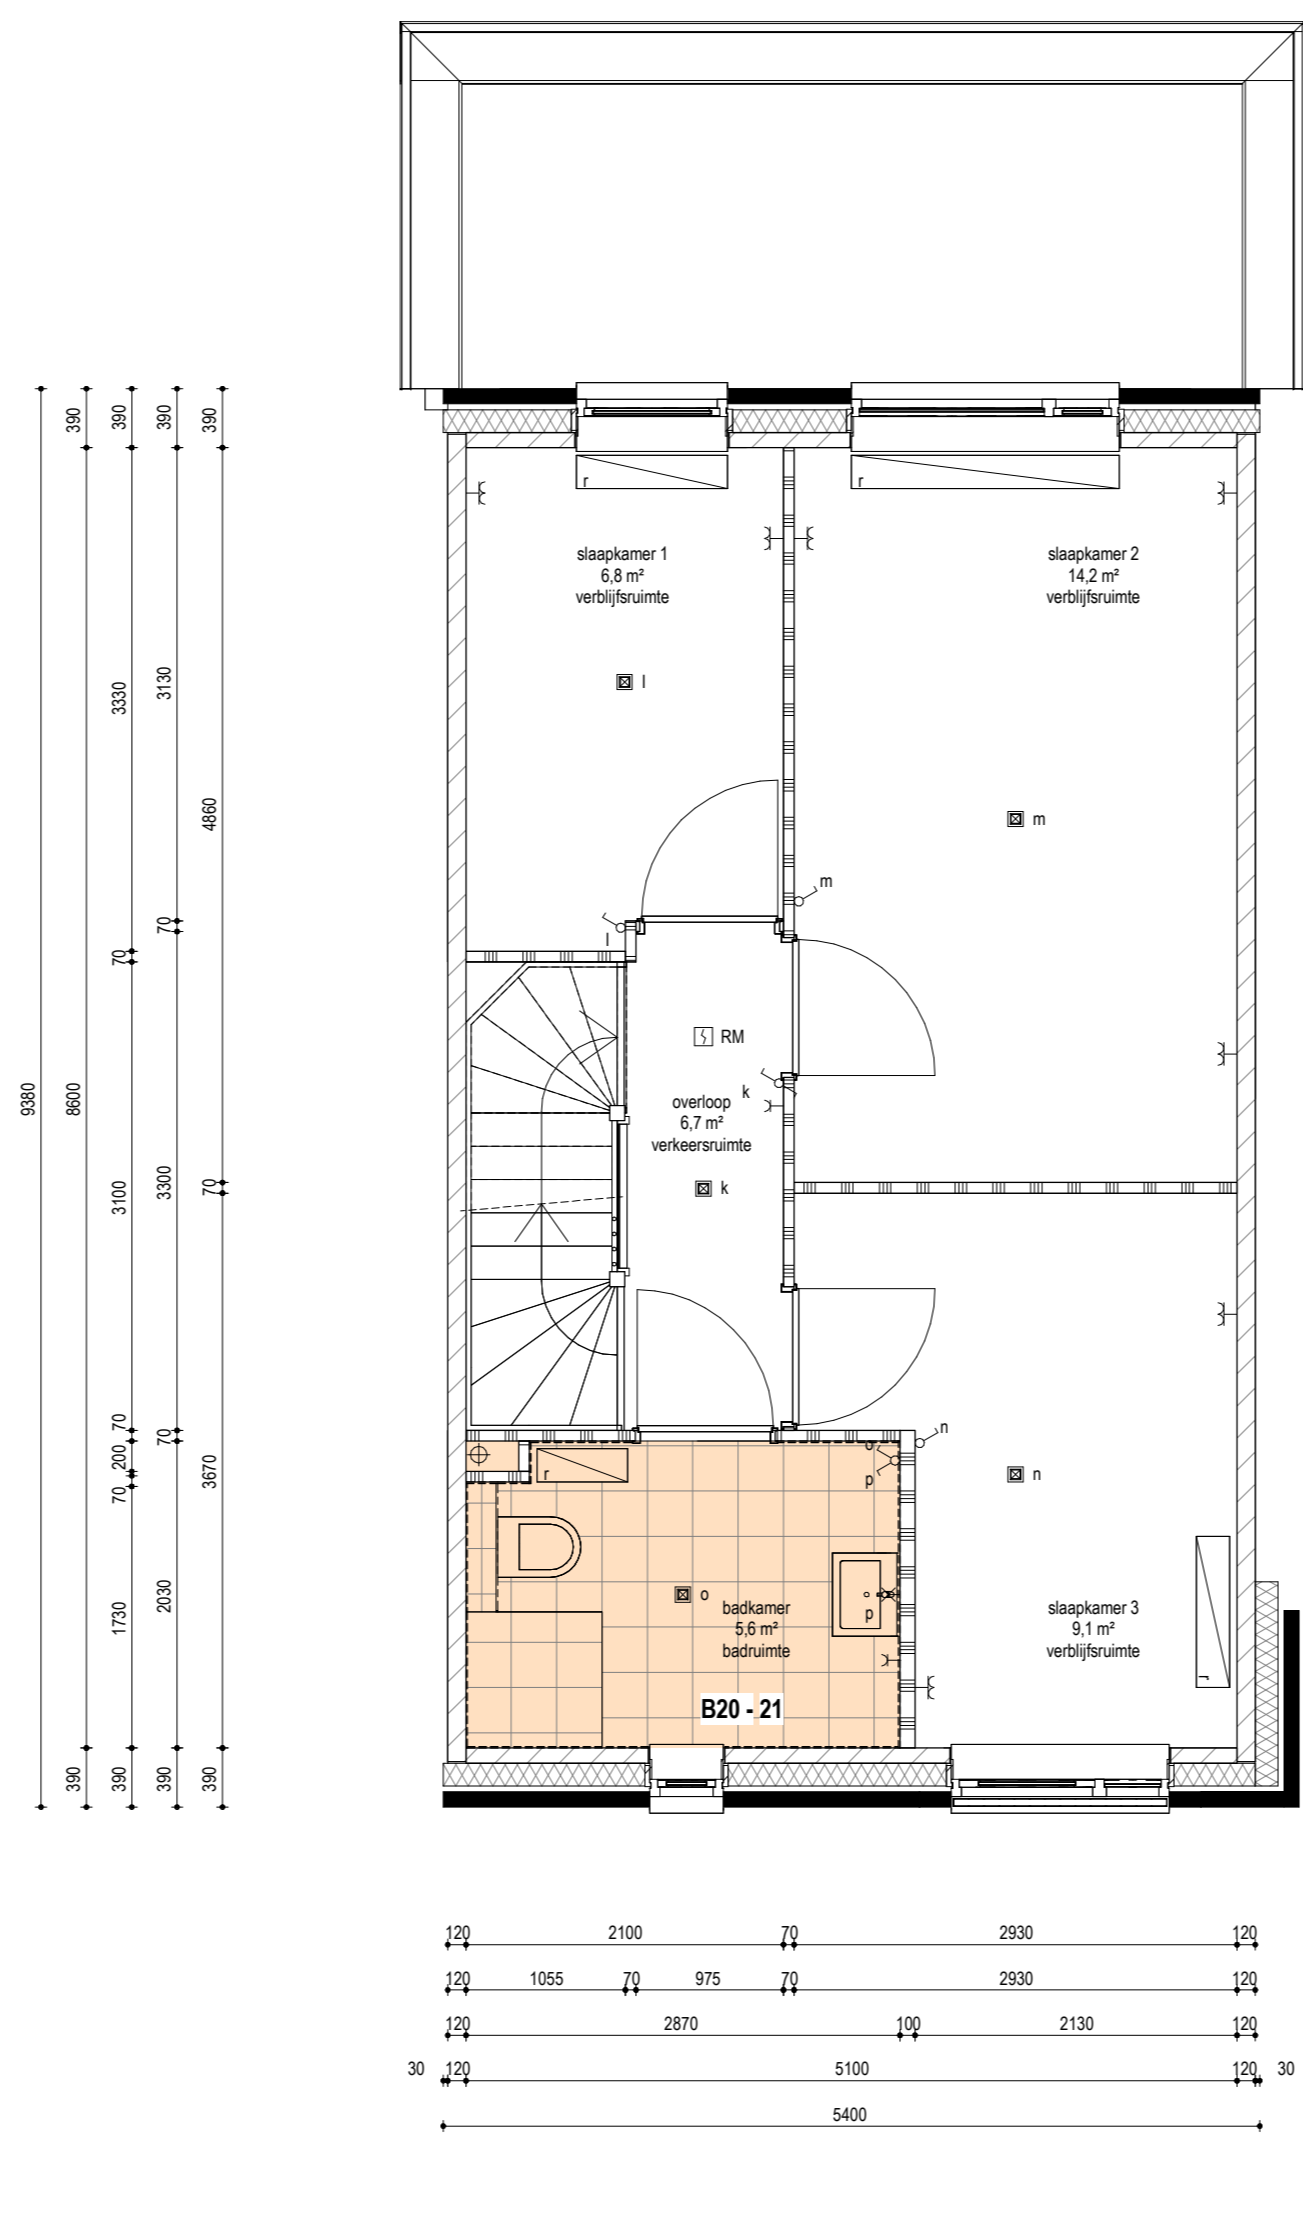 390
390
390
390
r
r
slaapkamer 1
6,8 m²
verblijfsruimte
slaapkamer 2
14,2 m²
verblijfsruimte
l
3330
3130
4860
m
m
70
l
70
RM
k
overloop
6,7 m²
verkeersruimte
k
9380
8600
3100
3300
70
n
70
70
200
70
3670
r
o
p
n
o
p
badkamer
5,6 m²
badruimte
slaapkamer 3
9,1 m²
verblijfsruimte
r
1730
2030
B20 - 21
390
390
390
390
120 2100 70 2930 120
120 1055 70 975 70 2930 120
120 2870 100 2130 120
30 120 5100 120 30
5400